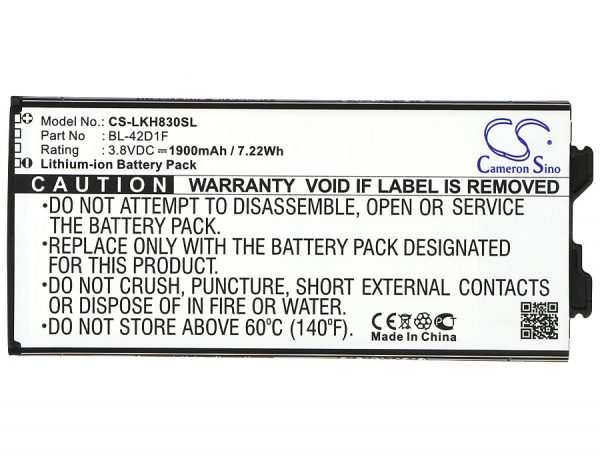 Model No.: CS-LKH830SL
P/N : BL-42D1F
Rating : 3.8VDC ⎓ 1900mAh / 7.22Wh
Lithium-ion Battery Pack
CS
Cameron Sino
CAUTION WARRANTY VOID IF LABEL IS REMOVED.
•DO NOT ATTEMPT TO DISASSEMBLE, OPEN OR SERVICE
THE BATTERY PACK.
•REPLACE ONLY WITH THE BATTERY PACK DESIGNATED
FOR THIS EQUIPMENT.
•DO NOT CRUSH, PUNCTURE, SHORT EXTERNAL CONTACTS
OR DISPOSE OF IN FIRE OR WATER.
•DO NOT STORE ABOVE 60°C (140°F)
CE
Made In China